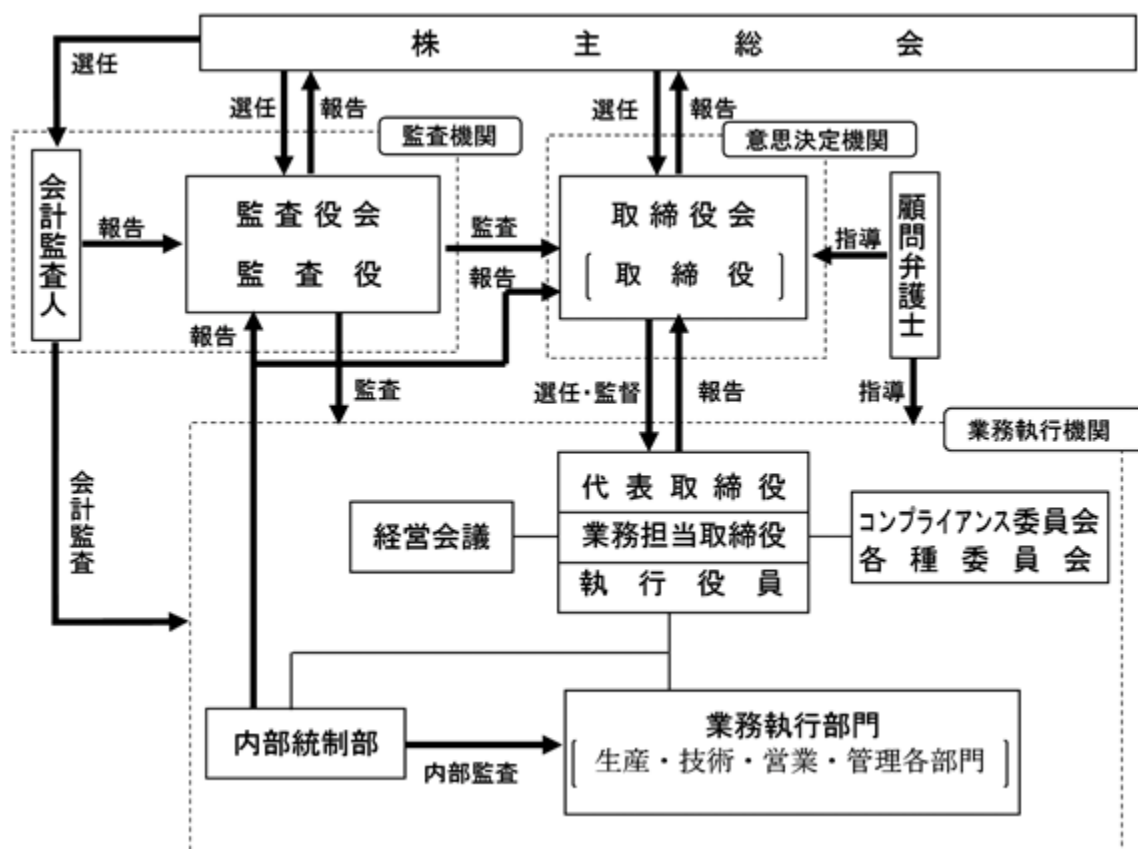 株主総会
選任
選任
報告
選任
報告
監査機関
意思決定機関
会計監査人
報告
監査役会
監査役
監査
報告
取締役会
〔取締役〕
指導
顧問弁護士
報告
監査
選任・監督
報告
指導
業務執行機関
会計監査
経営会議
代表取締役
業務担当取締役
執行役員
コンプライアンス委員会
各種委員会
内部統制部
内部監査
業務執行部門
〔生産・技術・営業・管理各部門〕